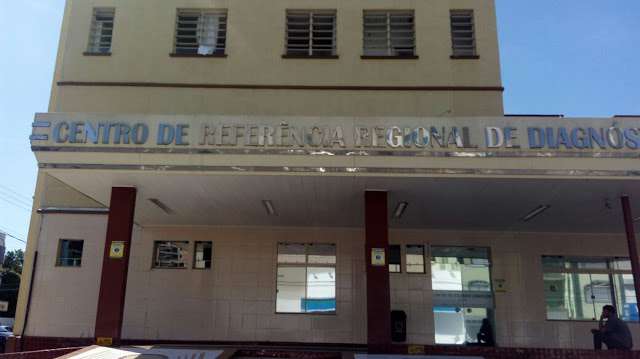 CENTRO DE REFERÊNCIA REGIONAL DE DIAGNÓS